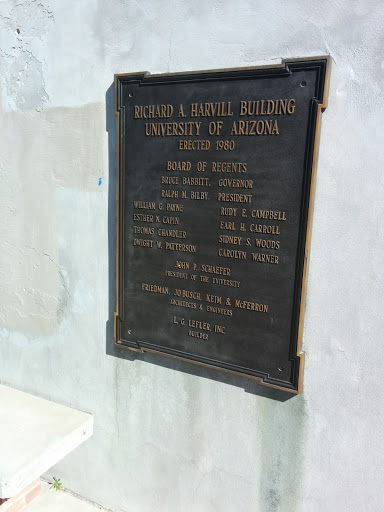 RICHARD A. HARVILL BUILDING
UNIVERSITY OF ARIZONA
ERECTED 1980
BOARD OF REGENTS
BRUCE BABBITT, GOVERNOR
RALPH M. BILBY, PRESIDENT
WILLIAM G. PAYNE RUDY E. CAMPBELL
ESTHER N. CAPIN EARL H. CARROLL
THOMAS CHANDLER SIDNEY S. WOODS
DWIGHT W. PATTERSON CAROLYN WARNER
JOHN P. SCHAEFER
PRESIDENT OF THE UNIVERSITY
FRIEDMAN, JOBUSCH, KEIM & McFERRON
ARCHITECTS & ENGINEERS
L. G. LEFLER, INC.
BUILDER